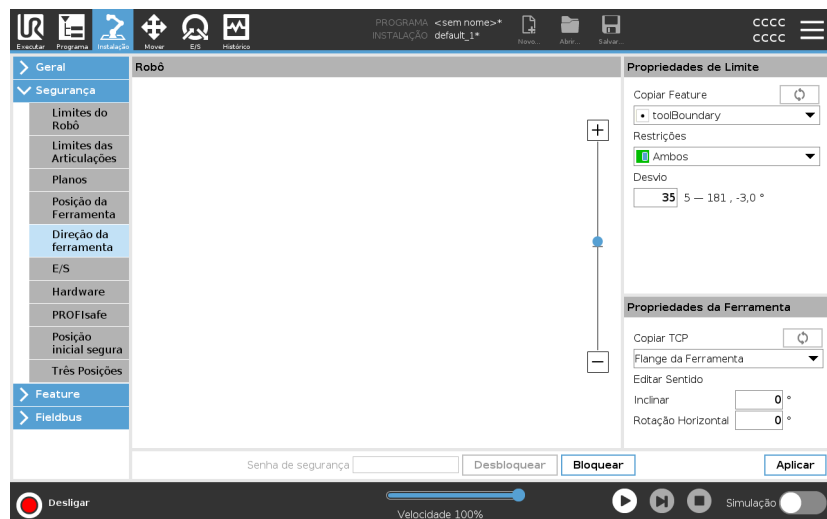 PROGRAMA <sem nome>*
INSTALAÇÃO default_1*
cccc
cccc
Executar Programa Instalação Mover E/S Histórico Novo... Abrir... Salvar...
Geral
Segurança
Limites do
Robô
Limites das
Articulações
Planos
Posição da
Ferramenta
Direção da
ferramenta
E/S
Hardware
PROFIsafe
Posição
inicial segura
Três Posições
Feature
Fieldbus
Robô
Propriedades de Limite
Copiar Feature
toolBoundary
Restrições
Ambos
Desvio
35 5 — 181 , -3,0 °
Propriedades da Ferramenta
Copiar TCP
Flange da Ferramenta
Editar Sentido
Inclinar 0 °
Rotação Horizontal 0 °
Senha de segurança Desbloquear Bloquear Aplicar
Desligar
Velocidade 100%
Simulação